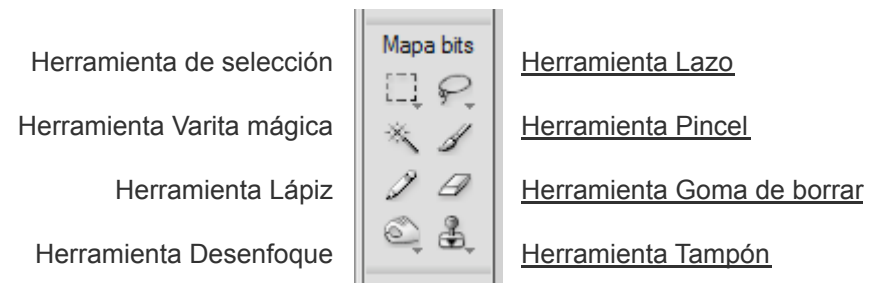 Mapa bits
Herramienta de selección
Herramienta Lazo
Herramienta Varita mágica
Herramienta Pincel
Herramienta Lápiz
Herramienta Goma de borrar
Herramienta Desenfoque
Herramienta Tampón